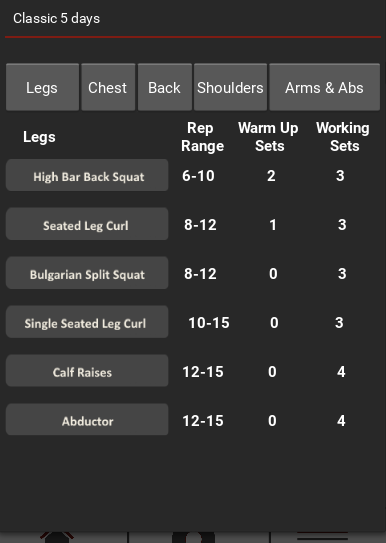 Classic 5 days
Legs Chest Back Shoulders Arms & Abs
Legs Rep Range Warm Up Sets Working Sets
High Bar Back Squat 6-10 2 3
Seated Leg Curl 8-12 1 3
Bulgarian Split Squat 8-12 0 3
Single Seated Leg Curl 10-15 0 3
Calf Raises 12-15 0 4
Abductor 12-15 0 4